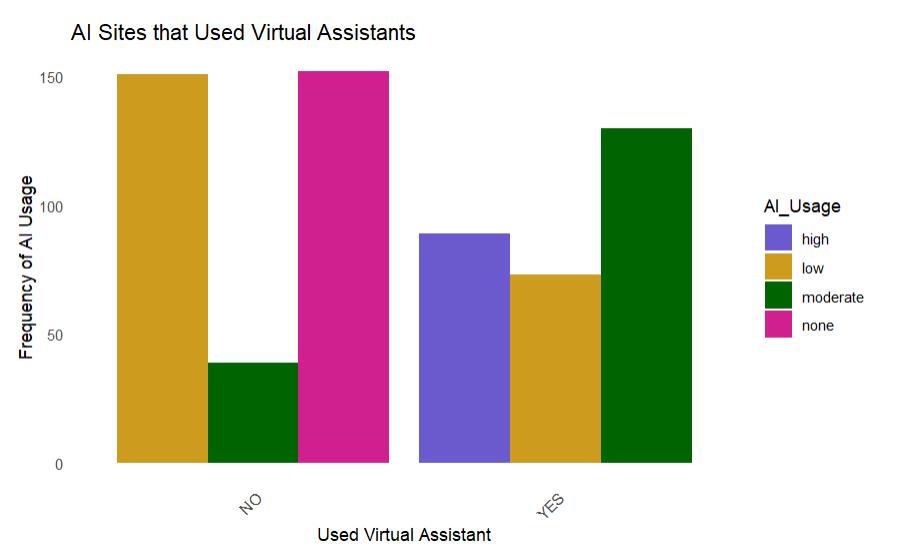 AI Sites that Used Virtual Assistants
150
100
50
0
Frequency of AI Usage
NO
YES
Used Virtual Assistant
AI_Usage
high
low
moderate
none